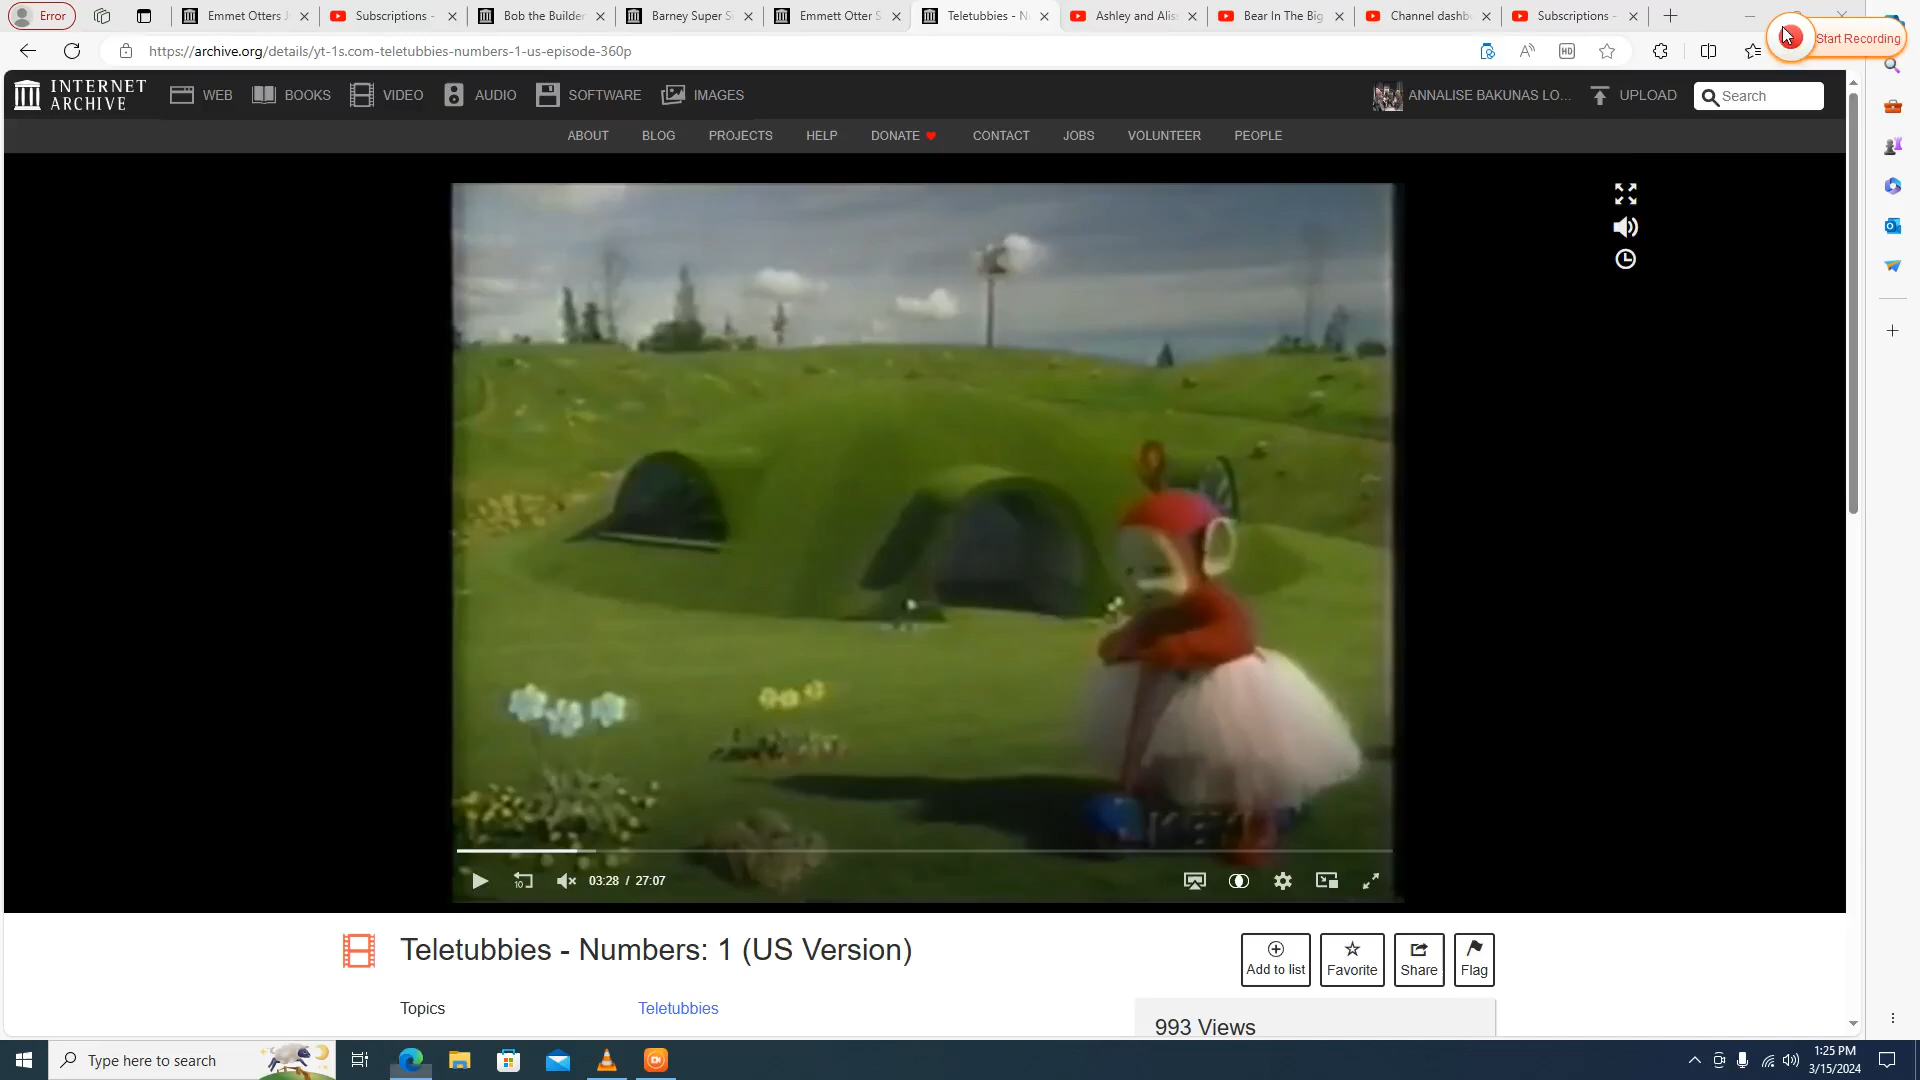 Error
Emmet Otters J
Subscriptions -
Bob the Builder
Barney Super S
Emmett Otter S
Teletubbies - N
Ashley and Alis
Bear In The Big
Channel dashb
Subscriptions -
https://archive.org/details/yt-1s.com-teletubbies-numbers-1-us-episode-360p
HD
Start Recording
INTERNET ARCHIVE
WEB
BOOKS
VIDEO
AUDIO
SOFTWARE
IMAGES
ANNALISE BAKUNAS LO...
UPLOAD
Search
ABOUT
BLOG
PROJECTS
HELP
DONATE
CONTACT
JOBS
VOLUNTEER
PEOPLE
10
03:28 / 27:07
Teletubbies - Numbers: 1 (US Version)
Add to list
Favorite
Share
Flag
Topics
Teletubbies
993 Views
Type here to search
1:25 PM
3/15/2024